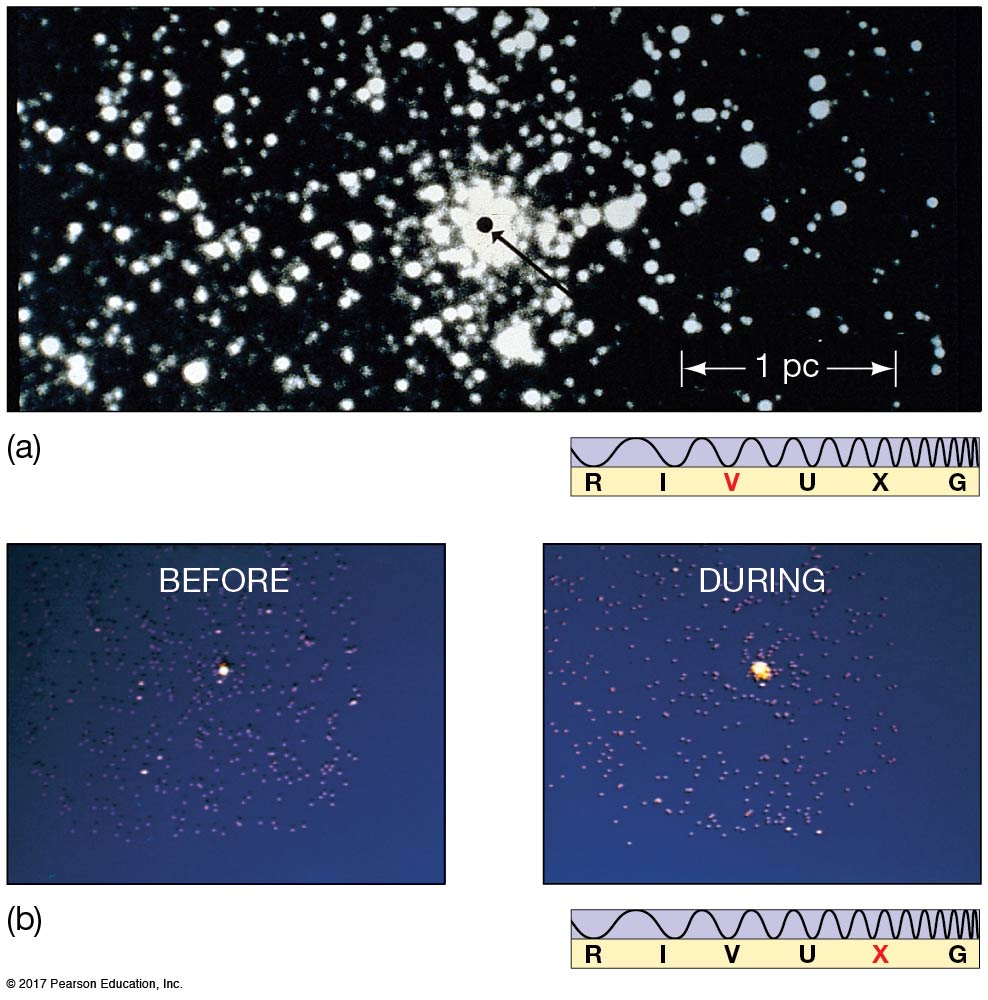 1 pc
(a)
R I V U X G
BEFORE
DURING
(b)
R I V U X G
© 2017 Pearson Education, Inc.